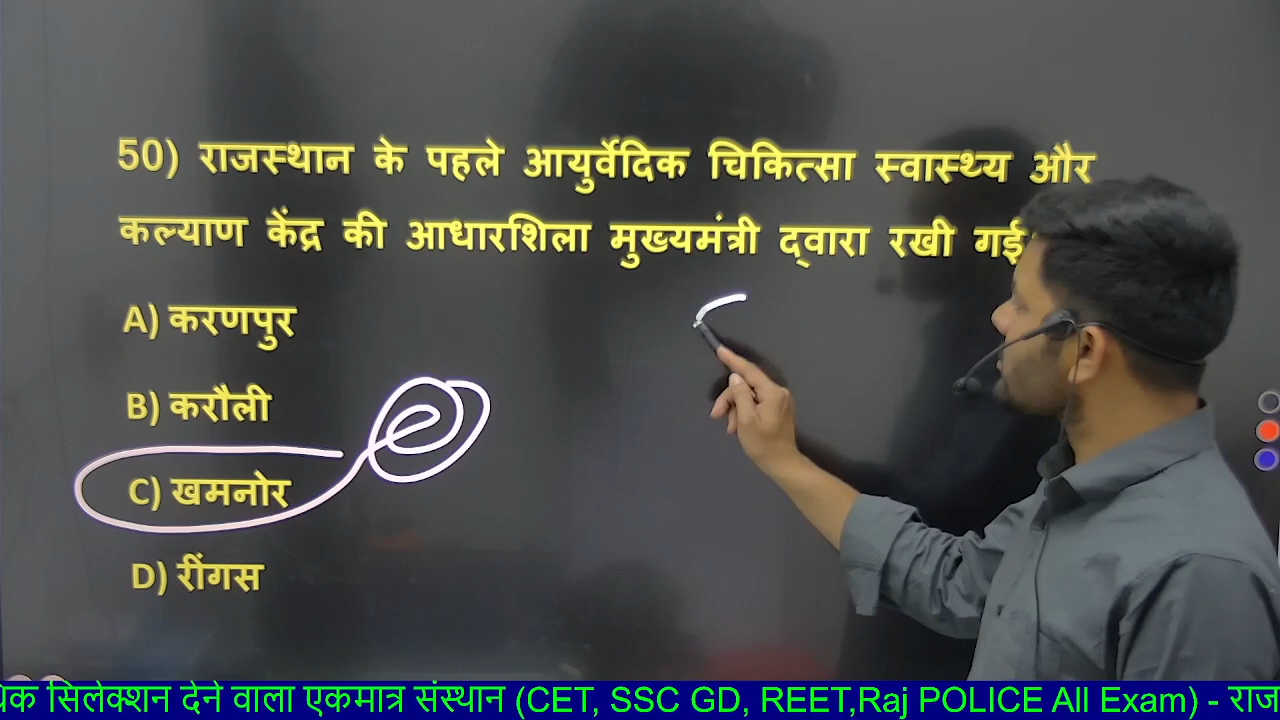 50) राजस्थान के पहले आयुर्वेदिक चिकित्सा स्वास्थ्य और
कल्याण केंद्र की आधारशिला मुख्यमंत्री द्वारा रखी गई
A) करणपुर
B) करौली
C) खमनोर
D) रींगस
सिलेक्शन देने वाला एकमात्र संस्थान (CET, SSC GD, REET,Raj POLICE All Exam) -